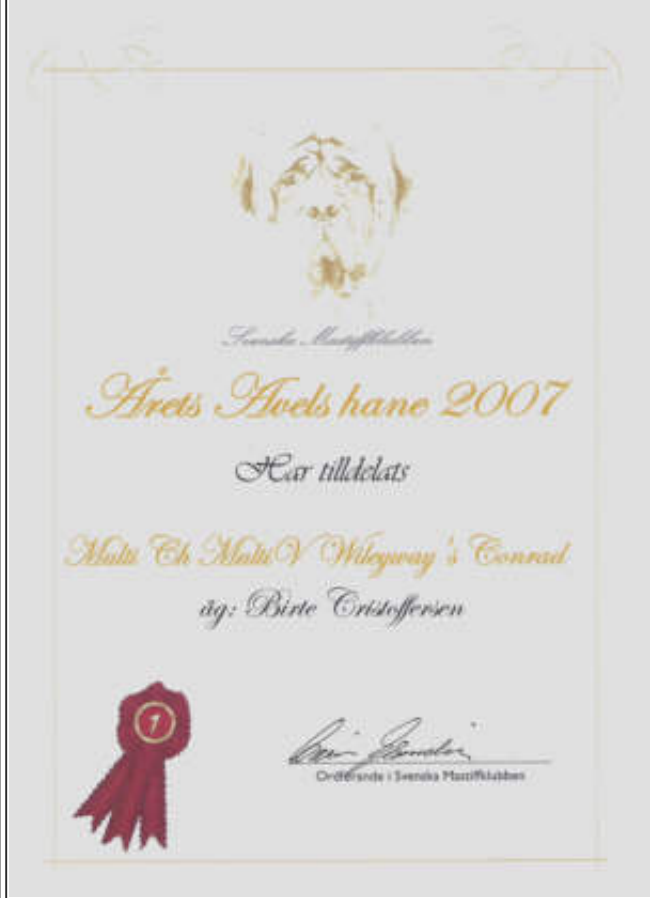 Svenska Mastiffklubben
Årets Avels hane 2007
Har tilldelats
Multi Ch Multi V Wileyway's Conrad
äg: Birte Cristoffersen
1
Ordförande i Svenska Mastiffklubben